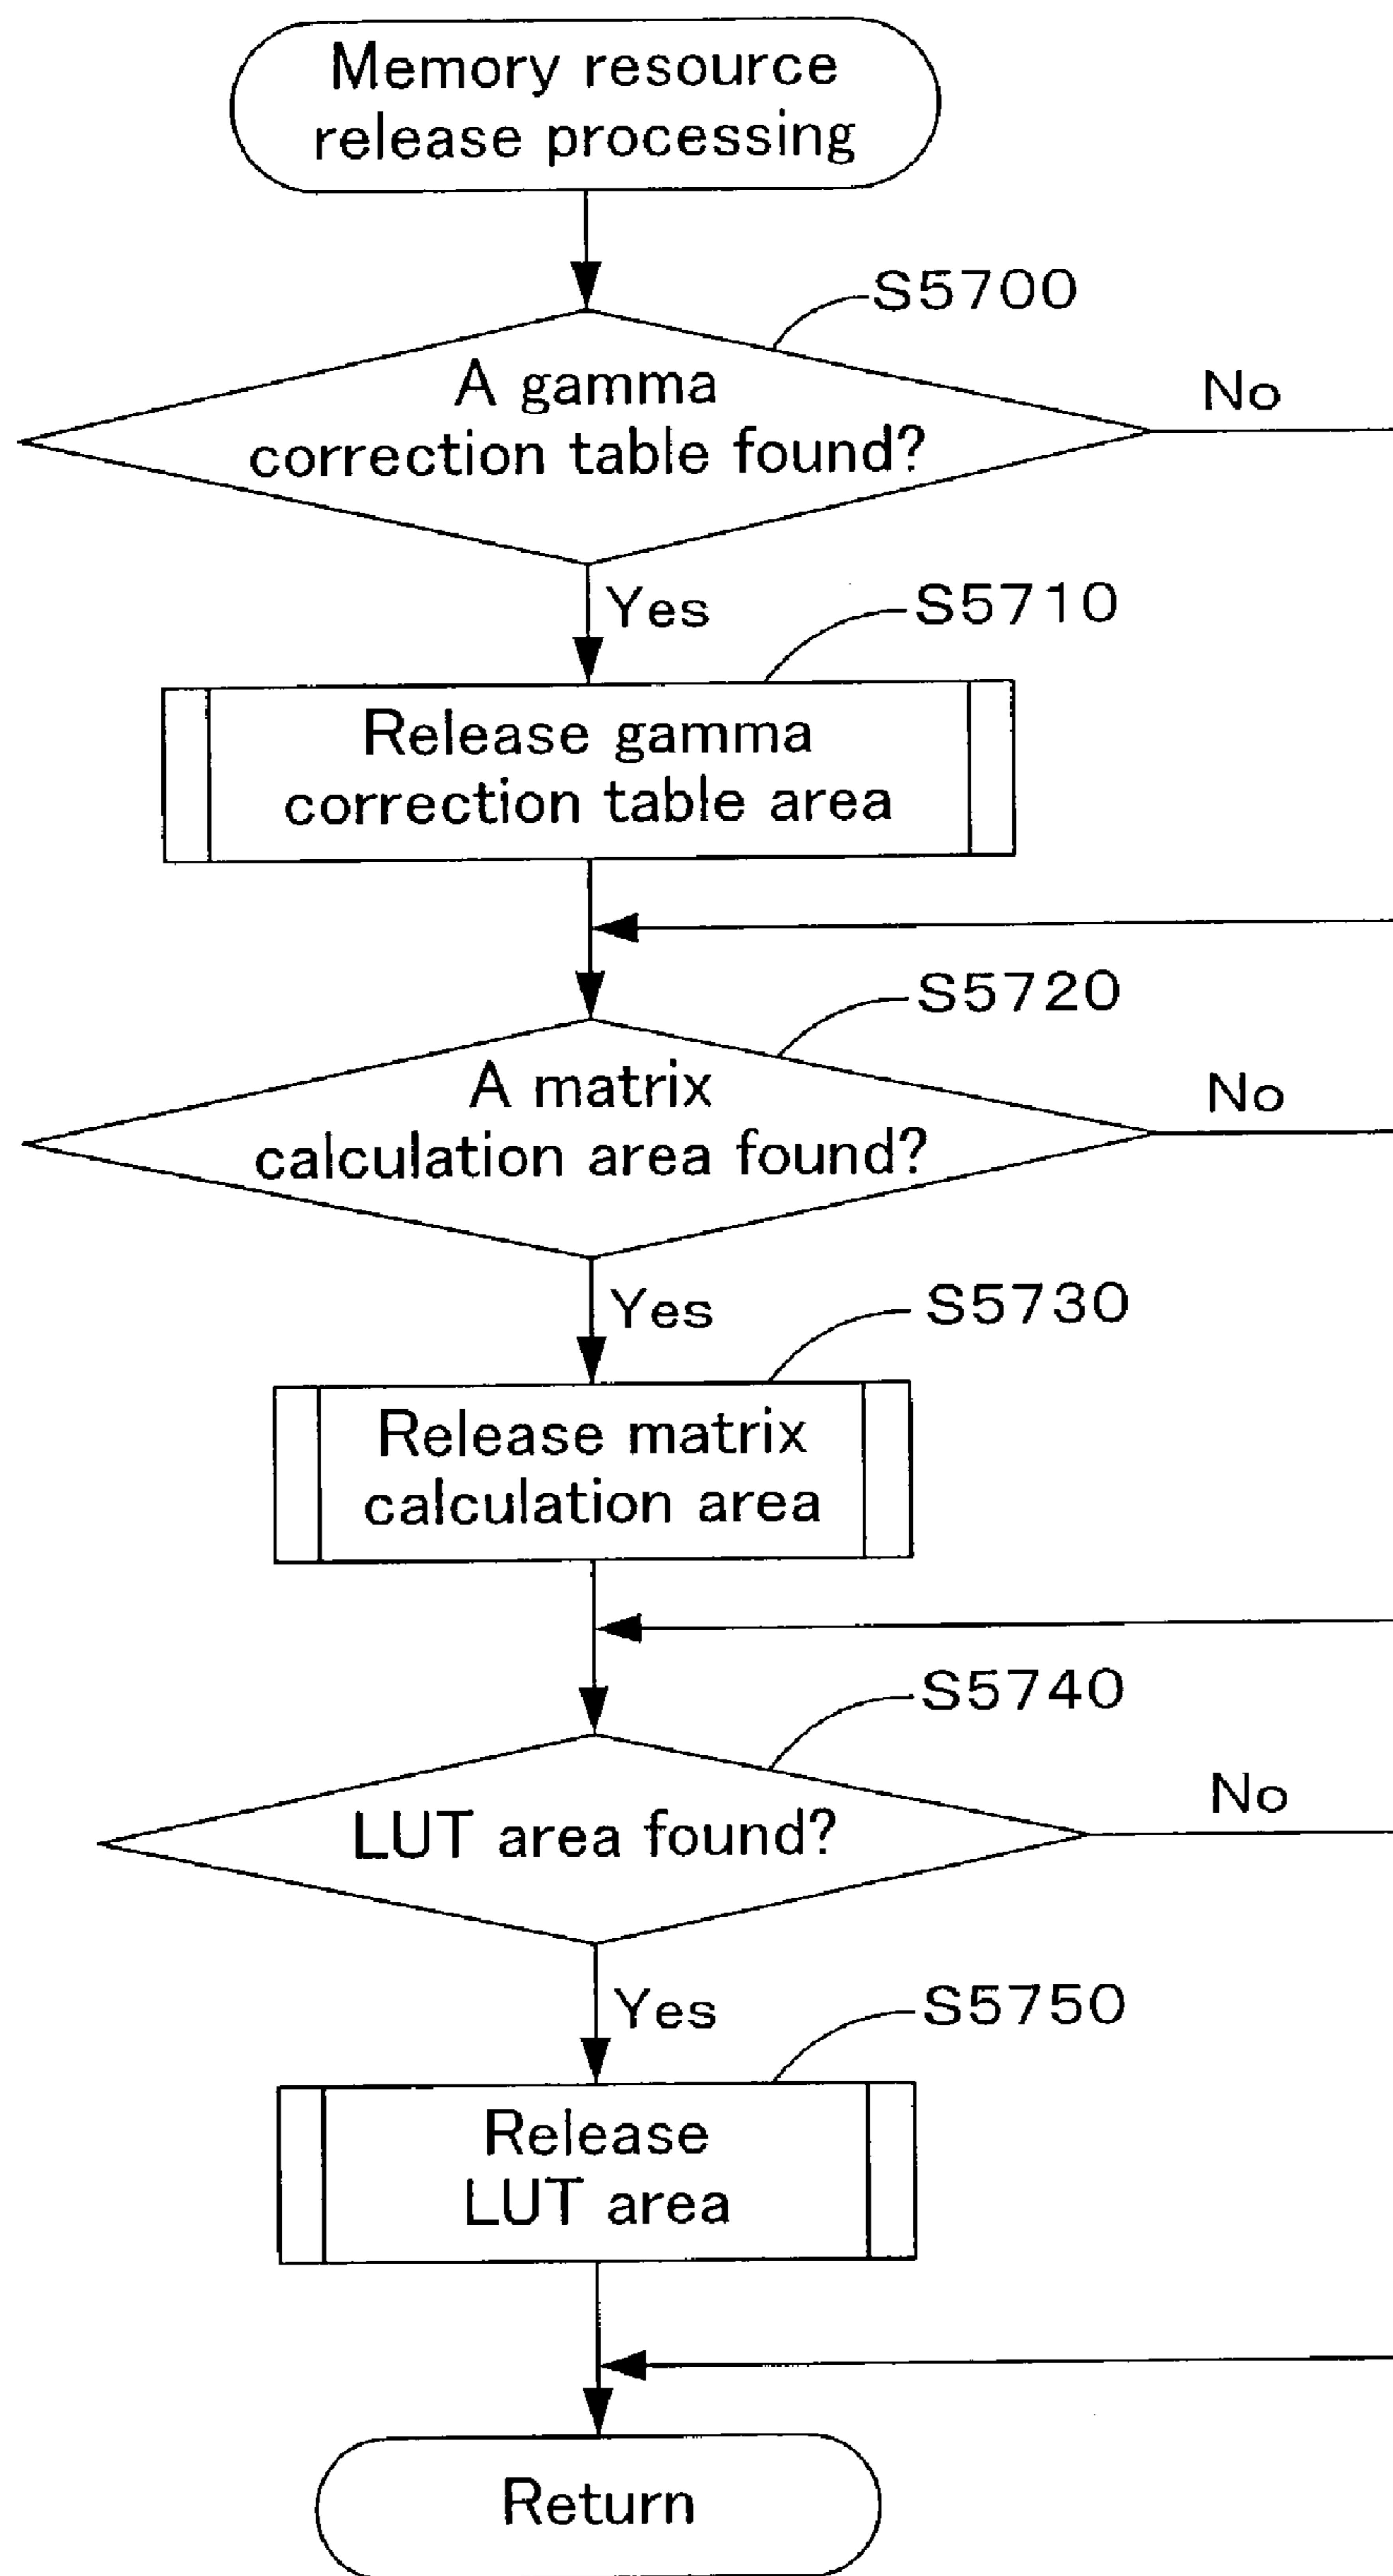 Memory resource
release processing
S5700
A gamma
correction table found?
No
Yes
S5710
Release gamma
correction table area
S5720
A matrix
calculation area found?
No
Yes
S5730
Release matrix
calculation area
S5740
LUT area found?
No
Yes
S5750
Release
LUT area
Return